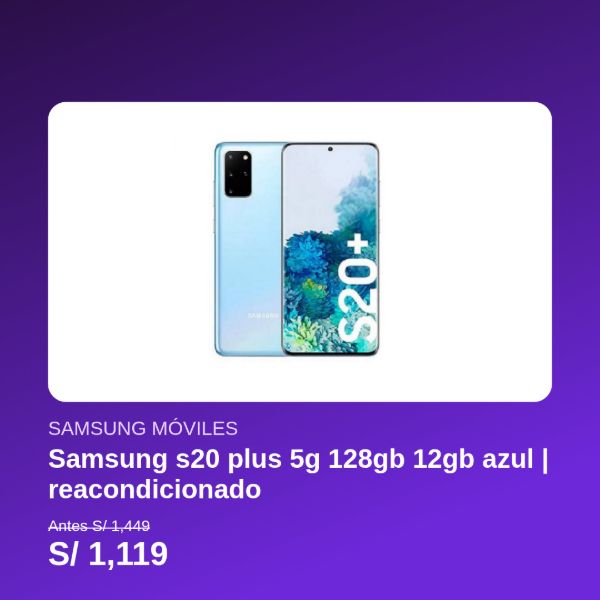 SAMSUNG
S20+
SAMSUNG MÓVILES
Samsung s20 plus 5g 128gb 12gb azul |
reacondicionado
Antes S/ 1,449
S/ 1,119